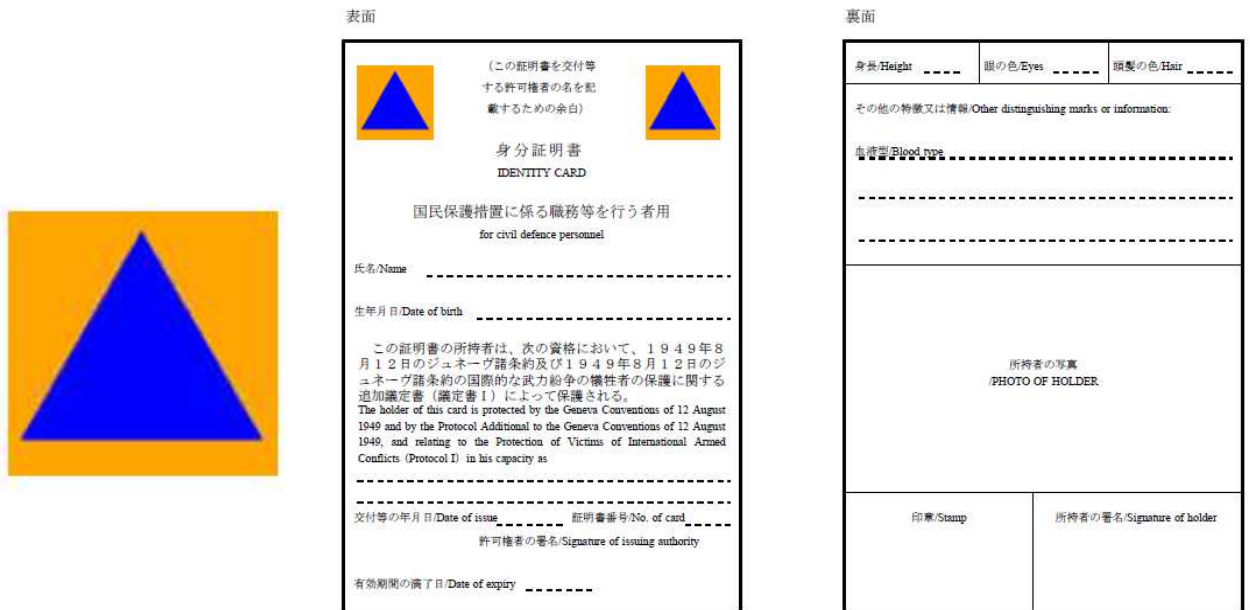 表面
（この証明書を交付等
する許可権者の名を記
載するための余白）
身分証明書
IDENTITY CARD
国民保護措置に係る職務等を行う者用
for civil defence personnel
氏名/Name
生年月日/Date of birth
この証明書の所持者は、次の資格において、１９４９年８
月１２日のジュネーヴ諸条約及び１９４９年８月１２日のジ
ュネーヴ諸条約の国際的な武力紛争の犠牲者の保護に関する
追加議定書（議定書Ⅰ）によって保護される。
The holder of this card is protected by the Geneva Conventions of 12 August
1949 and by the Protocol Additional to the Geneva Conventions of 12 August
1949, and relating to the Protection of Victims of International Armed
Conflicts (Protocol I) in his capacity as
交付等の年月日/Date of issue 証明書番号/No. of card
許可権者の署名/Signature of issuing authority
有効期間の満了日/Date of expiry
裏面
身長/Height 眼の色/Eyes 頭髪の色/Hair
その他の特徴又は情報/Other distinguishing marks or information:
血液型/Blood type
所持者の写真
/PHOTO OF HOLDER
印章/Stamp 所持者の署名/Signature of holder